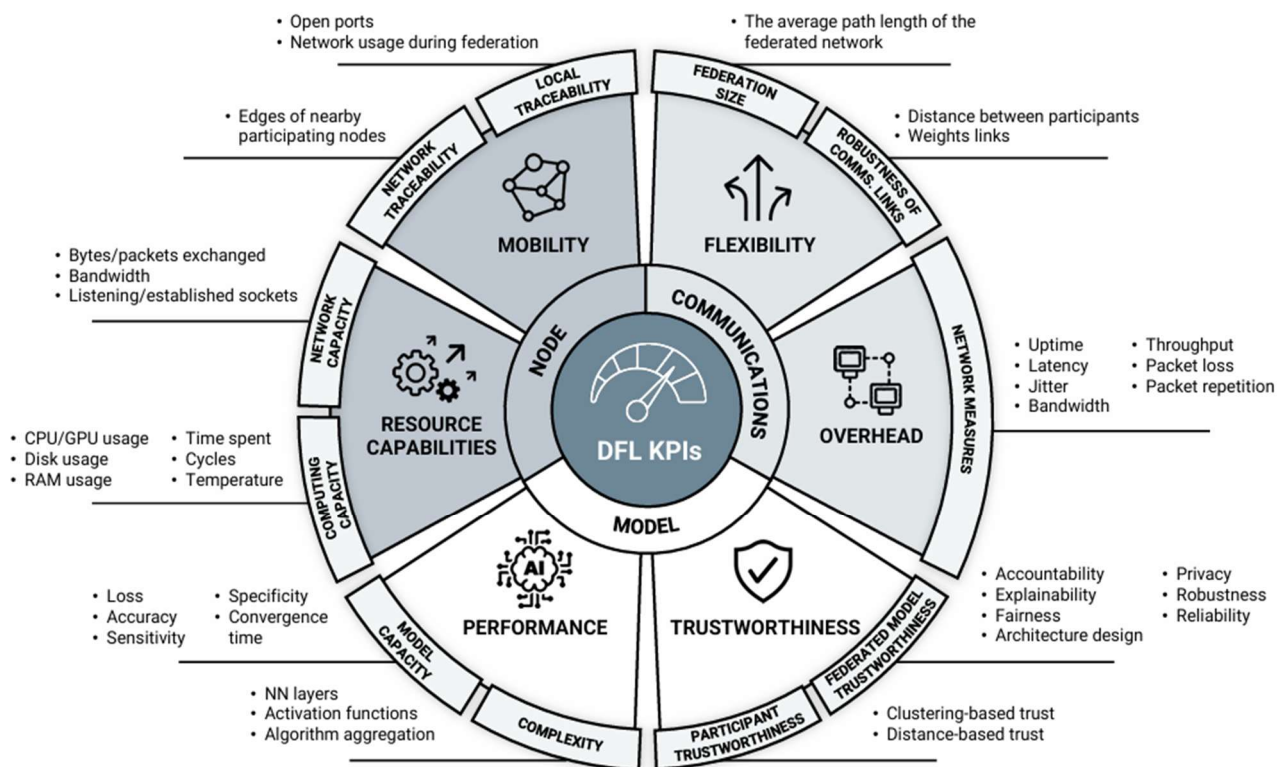 • Open ports
• Network usage during federation
• The average path length of the
federated network
LOCAL
TRACEABILITY
FEDERATION
SIZE
• Edges of nearby
participating nodes
• Distance between participants
• Weights links
NETWORK
TRACEABILITY
ROBUSTNESS OF
COMMS. LINKS
MOBILITY
FLEXIBILITY
• Bytes/packets exchanged
• Bandwidth
• Listening/established sockets
NETWORK
CAPACITY
NODE
COMMUNICATIONS
NETWORK MEASURES
• Uptime
• Latency
• Jitter
• Bandwidth
• Throughput
• Packet loss
• Packet repetition
RESOURCE
CAPABILITIES
DFL KPIs
OVERHEAD
• CPU/GPU usage
• Disk usage
• RAM usage
• Time spent
• Cycles
• Temperature
COMPUTING
CAPACITY
MODEL
AI
PERFORMANCE
TRUSTWORTHINESS
• Loss
• Accuracy
• Sensitivity
• Specificity
• Convergence
time
MODEL
CAPACITY
FEDERATED MODEL
TRUSTWORTHINESS
• Accountability
• Explainability
• Fairness
• Architecture design
• Privacy
• Robustness
• Reliability
• NN layers
• Activation functions
• Algorithm aggregation
COMPLEXITY
PARTICIPANT
TRUSTWORTHINESS
• Clustering-based trust
• Distance-based trust